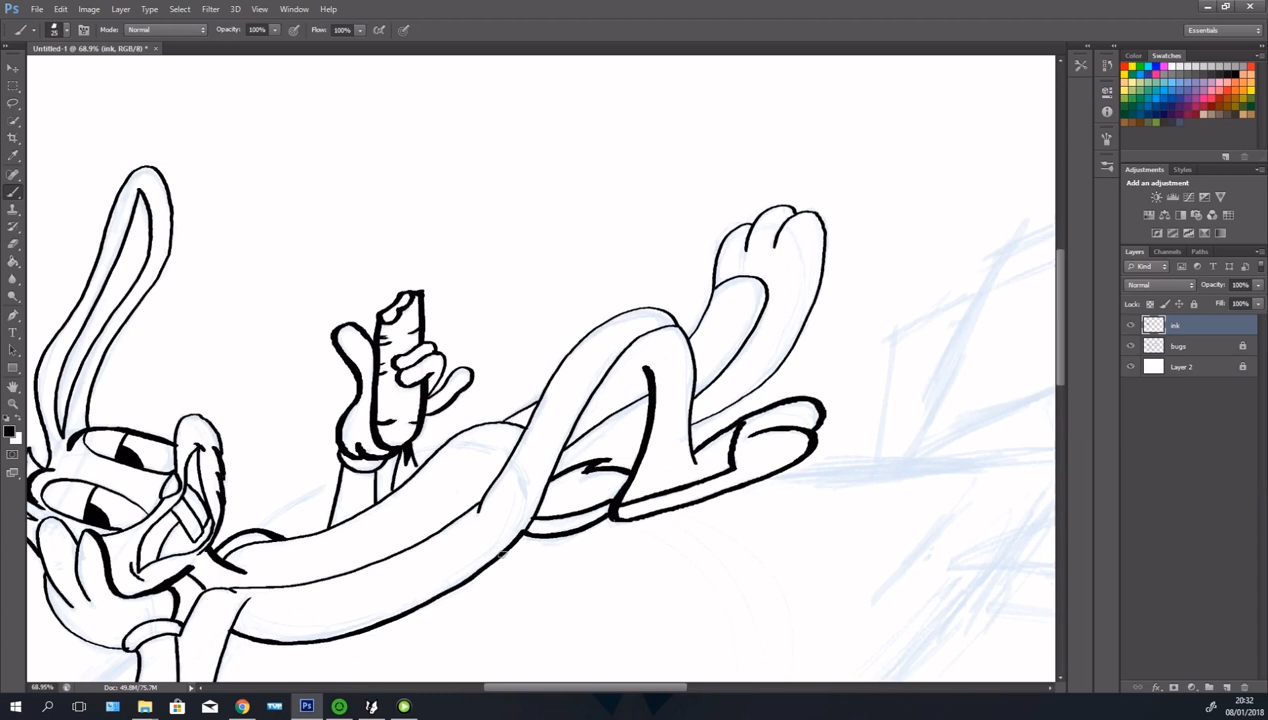 Ps File Edit Image Layer Type Select Filter 3D View Window Help
25 Mode: Normal Opacity: 100% Flow: 100% Essentials
Untitled-1 @ 68.9% (ink, RGB/8) * ×
Color Swatches
Adjustments Styles
Add an adjustment
Layers Channels Paths
Kind
Normal Opacity: 100%
Lock: Fill: 100%
ink
bugs
Layer 2
68.95% Doc: 49.8M/75.7M
Ps 20:32
08/01/2018